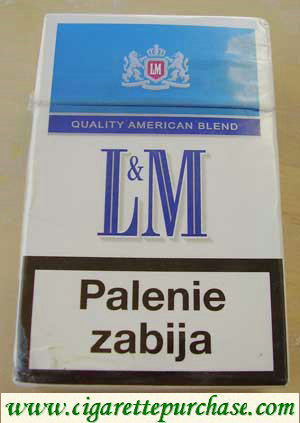 LM
QUALITY AMERICAN BLEND
L&M
Palenie
zabija
www.cigarettepurchase.com